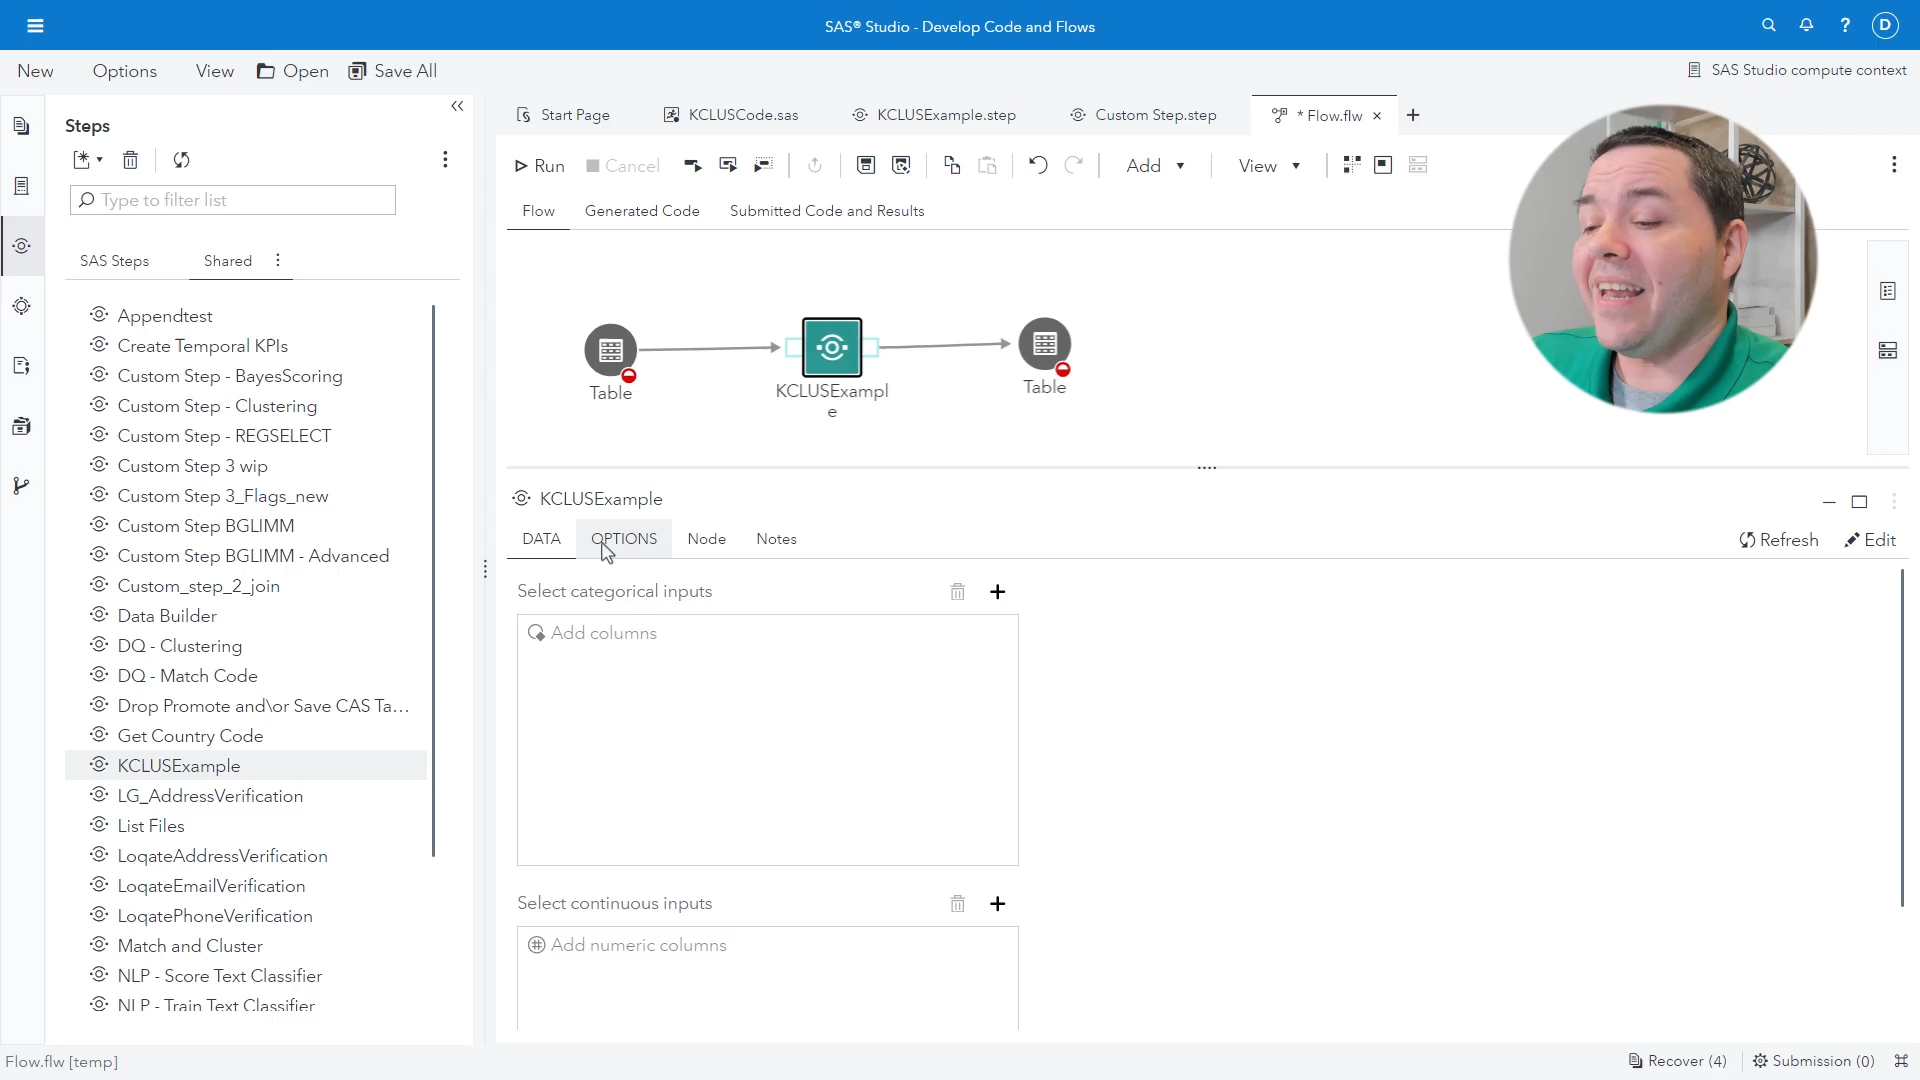 SAS® Studio - Develop Code and Flows
D
New
Options
View
Open
Save All
SAS Studio compute context
Steps
Type to filter list
SAS Steps
Shared
Appendtest
Create Temporal KPIs
Custom Step - BayesScoring
Custom Step - Clustering
Custom Step - REGSELECT
Custom Step 3 wip
Custom Step 3_Flags_new
Custom Step BGLIMM
Custom Step BGLIMM - Advanced
Custom_step_2_join
Data Builder
DQ - Clustering
DQ - Match Code
Drop Promote and\or Save CAS Ta...
Get Country Code
KCLUSExample
LG_AddressVerification
List Files
LoqateAddressVerification
LoqateEmailVerification
LoqatePhoneVerification
Match and Cluster
NLP - Score Text Classifier
NLP - Train Text Classifier
Start Page
KCLUSCode.sas
KCLUSExample.step
Custom Step.step
* Flow.flw
Run
Cancel
Add
View
Flow
Generated Code
Submitted Code and Results
Table
KCLUSExampl
e
Table
KCLUSExample
DATA
OPTIONS
Node
Notes
Refresh
Edit
Select categorical inputs
Add columns
Select continuous inputs
Add numeric columns
Flow.flw [temp]
Recover (4)
Submission (0)